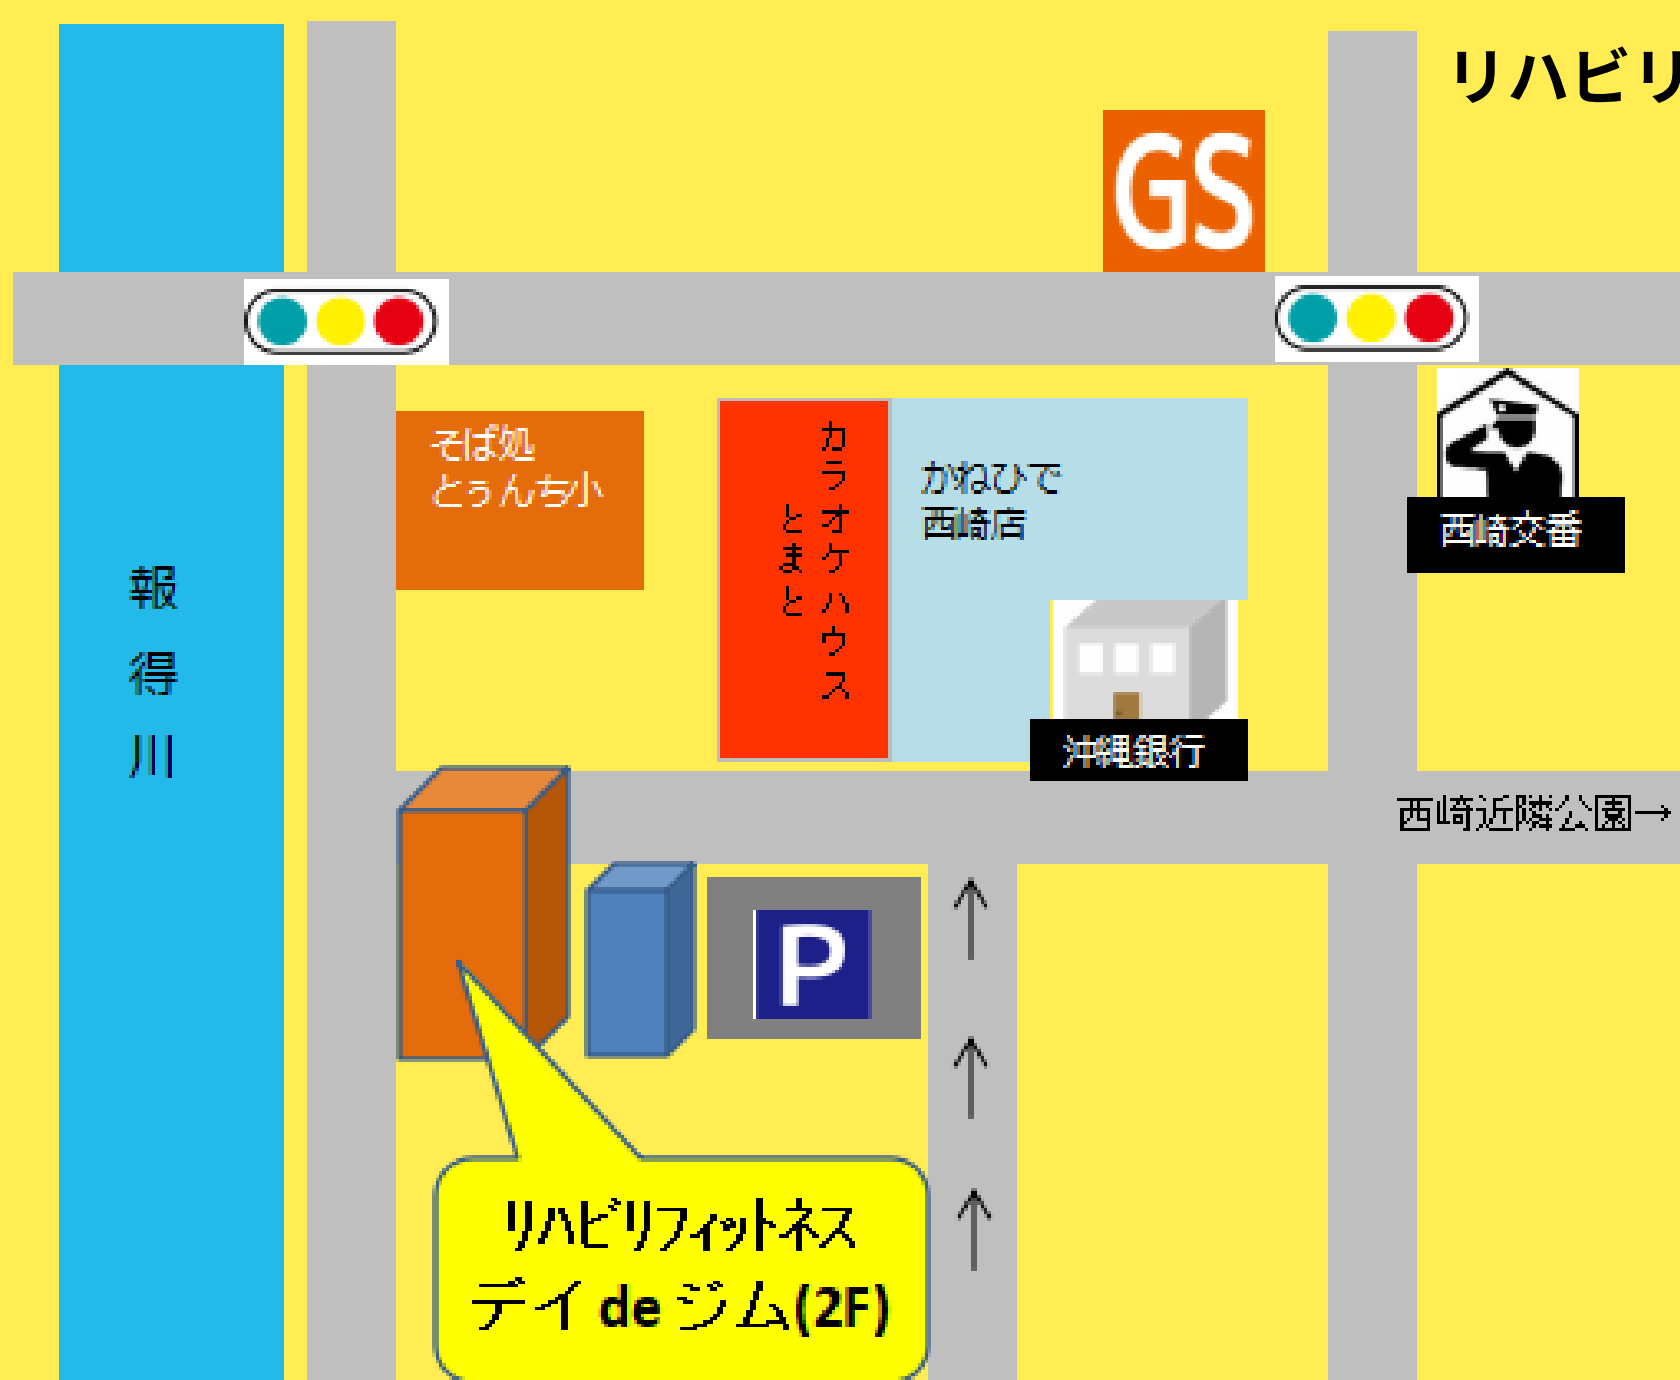 リハビリ
GS
そば処
とぅんち小
カラオケハウス
とまと
かねひで
西崎店
西崎交番
報得川
沖縄銀行
西崎近隣公園→
P
リハビリフィットネス
デイ de ジム(2F)